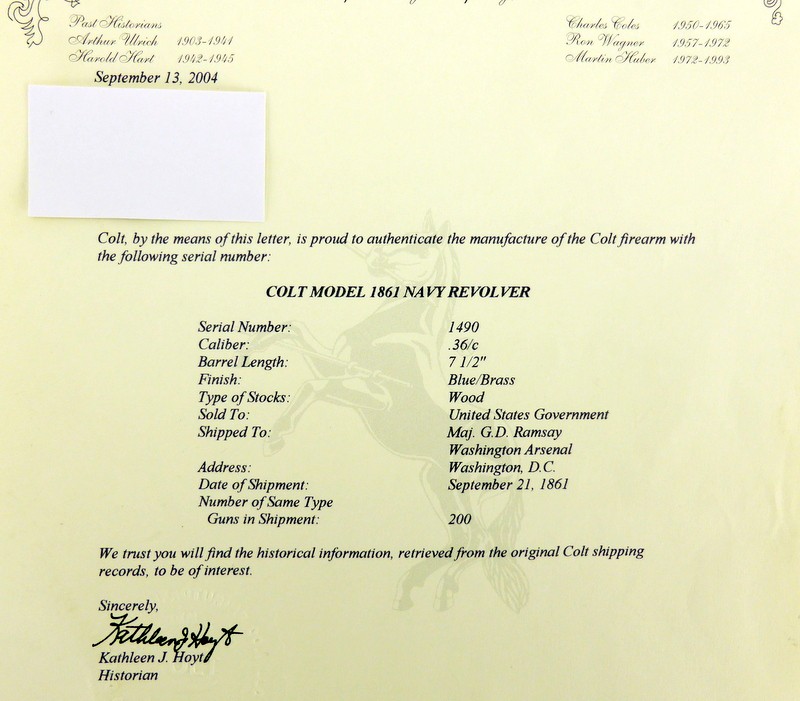 Past Historians
Arthur Ulrich 1903-1941
Harold Hart 1942-1945
Charles Coles 1950-1965
Ron Wagner 1957-1972
Martin Huber 1972-1993
September 13, 2004
Colt, by the means of this letter, is proud to authenticate the manufacture of the Colt firearm with
the following serial number:
COLT MODEL 1861 NAVY REVOLVER
Serial Number: 1490
Caliber: .36/c
Barrel Length: 7 1/2"
Finish: Blue/Brass
Type of Stocks: Wood
Sold To: United States Government
Shipped To: Maj. G.D. Ramsay
Washington Arsenal
Address: Washington, D.C.
Date of Shipment: September 21, 1861
Number of Same Type
Guns in Shipment: 200
We trust you will find the historical information, retrieved from the original Colt shipping
records, to be of interest.
Sincerely,
Kathleen J Hoyt
Kathleen J. Hoyt
Historian